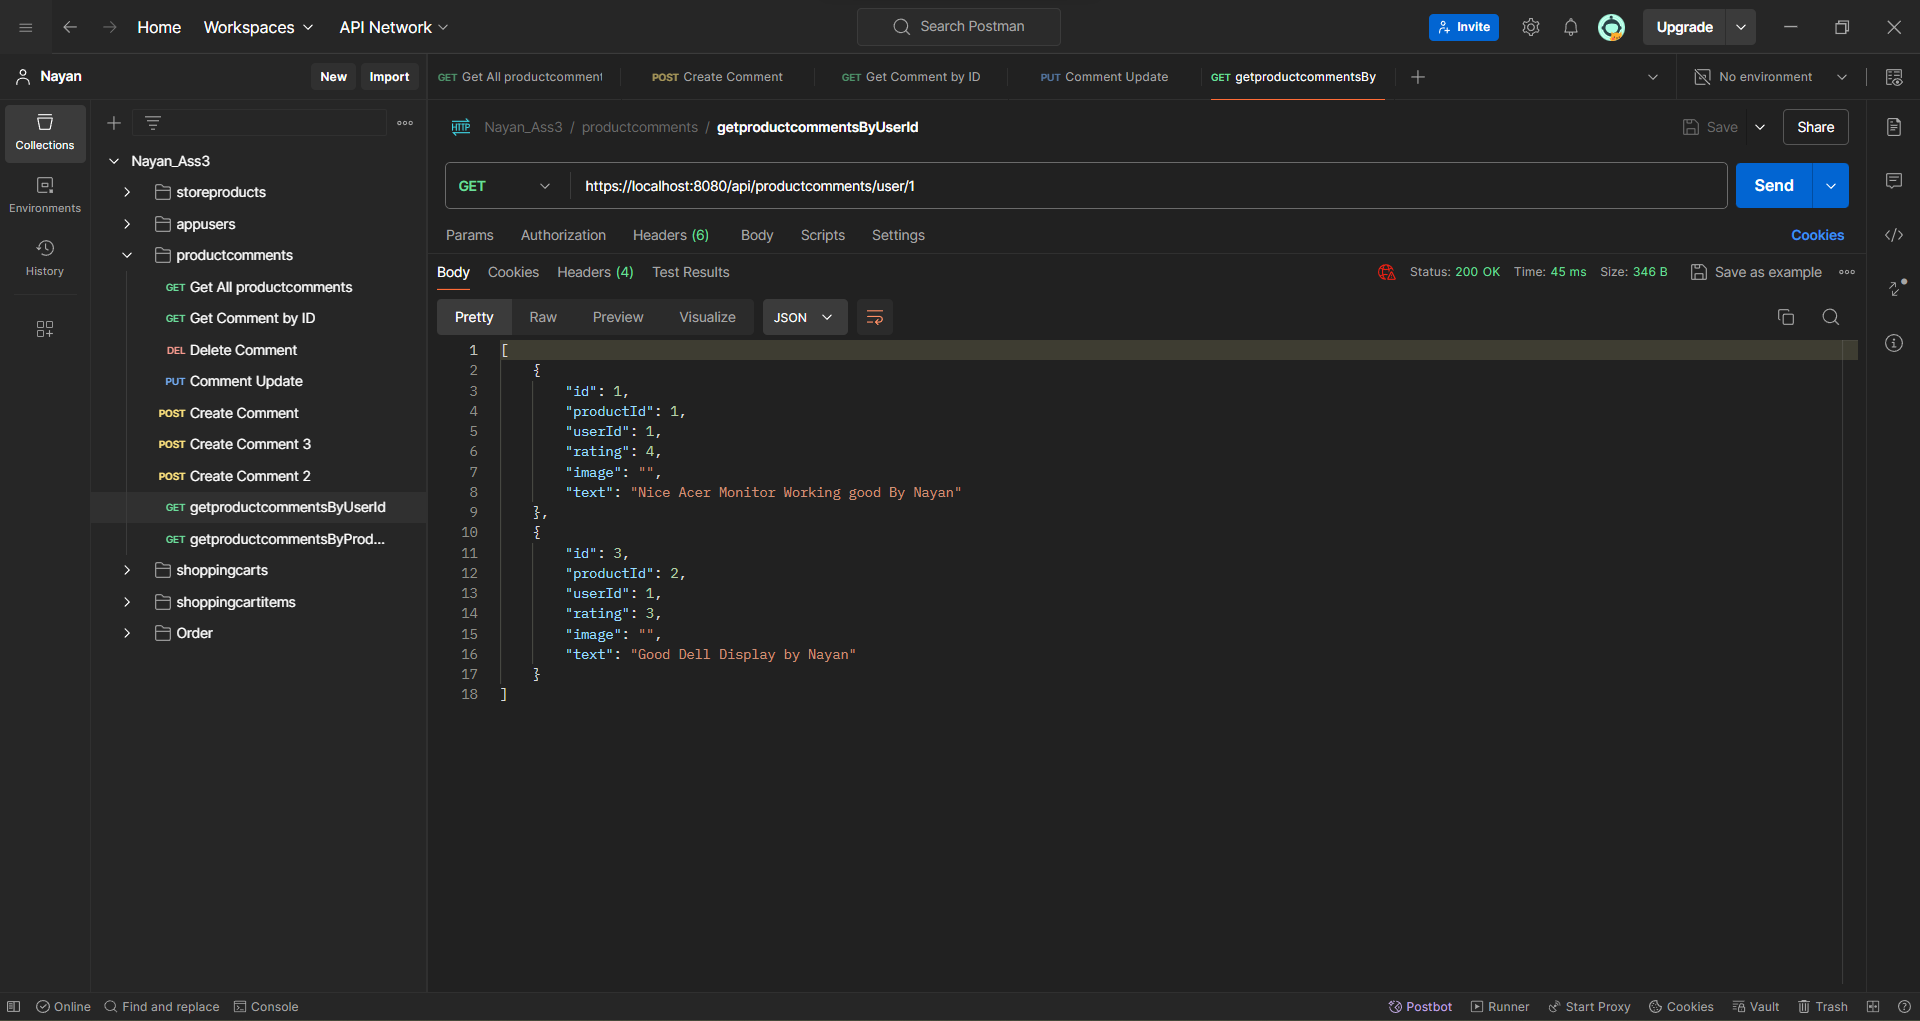 Home Workspaces API Network Search Postman Invite Upgrade
Nayan New Import
GET Get All productcomment POST Create Comment GET Get Comment by ID PUT Comment Update GET getproductcommentsBy No environment
Collections
Environments
History
Nayan_Ass3
storeproducts
appusers
productcomments
GET Get All productcomments
GET Get Comment by ID
DEL Delete Comment
PUT Comment Update
POST Create Comment
POST Create Comment 3
POST Create Comment 2
GET getproductcommentsByUserId
GET getproductcommentsByProd...
shoppingcarts
shoppingcartitems
Order
HTTP Nayan_Ass3 / productcomments / getproductcommentsByUserId Save Share
GET https://localhost:8080/api/productcomments/user/1 Send
Params Authorization Headers (6) Body Scripts Settings Cookies
Body Cookies Headers (4) Test Results Status: 200 OK Time: 45 ms Size: 346 B Save as example
Pretty Raw Preview Visualize JSON
1 [
2 {
3 "id": 1,
4 "productId": 1,
5 "userId": 1,
6 "rating": 4,
7 "image": "",
8 "text": "Nice Acer Monitor Working good By Nayan"
9 },
10 {
11 "id": 3,
12 "productId": 2,
13 "userId": 1,
14 "rating": 3,
15 "image": "",
16 "text": "Good Dell Display by Nayan"
17 }
18 ]
Online Find and replace Console Postbot Runner Start Proxy Cookies Vault Trash